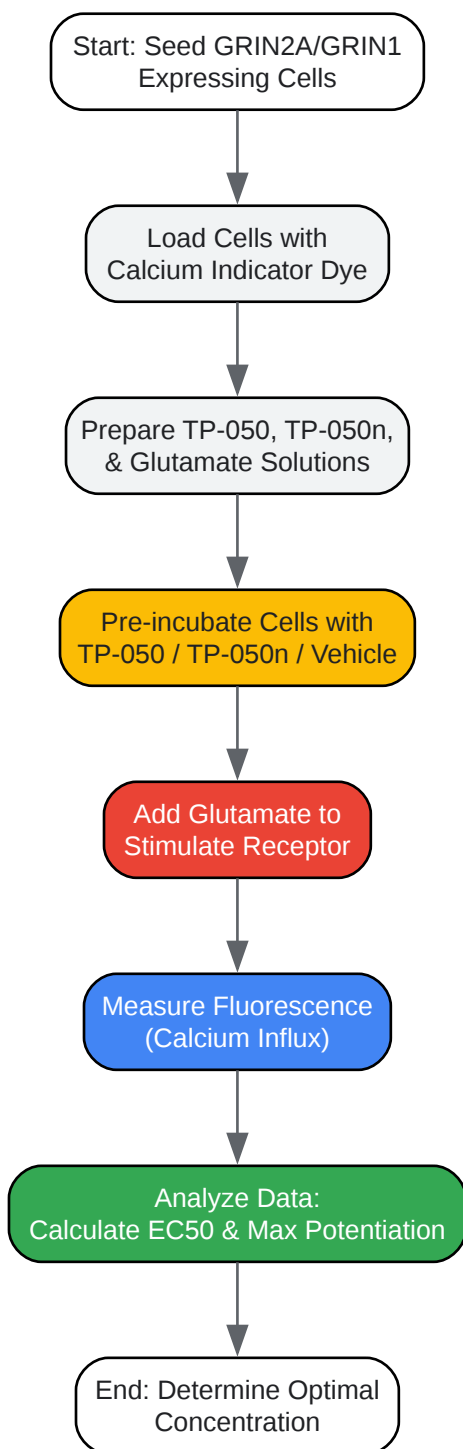 Start: Seed GRIN2A/GRIN1
Expressing Cells
Load Cells with
Calcium Indicator Dye
Prepare TP-050, TP-050n,
& Glutamate Solutions
Pre-incubate Cells with
TP-050 / TP-050n / Vehicle
Add Glutamate to
Stimulate Receptor
Measure Fluorescence
(Calcium Influx)
Analyze Data:
Calculate EC50 & Max Potentiation
End: Determine Optimal
Concentration